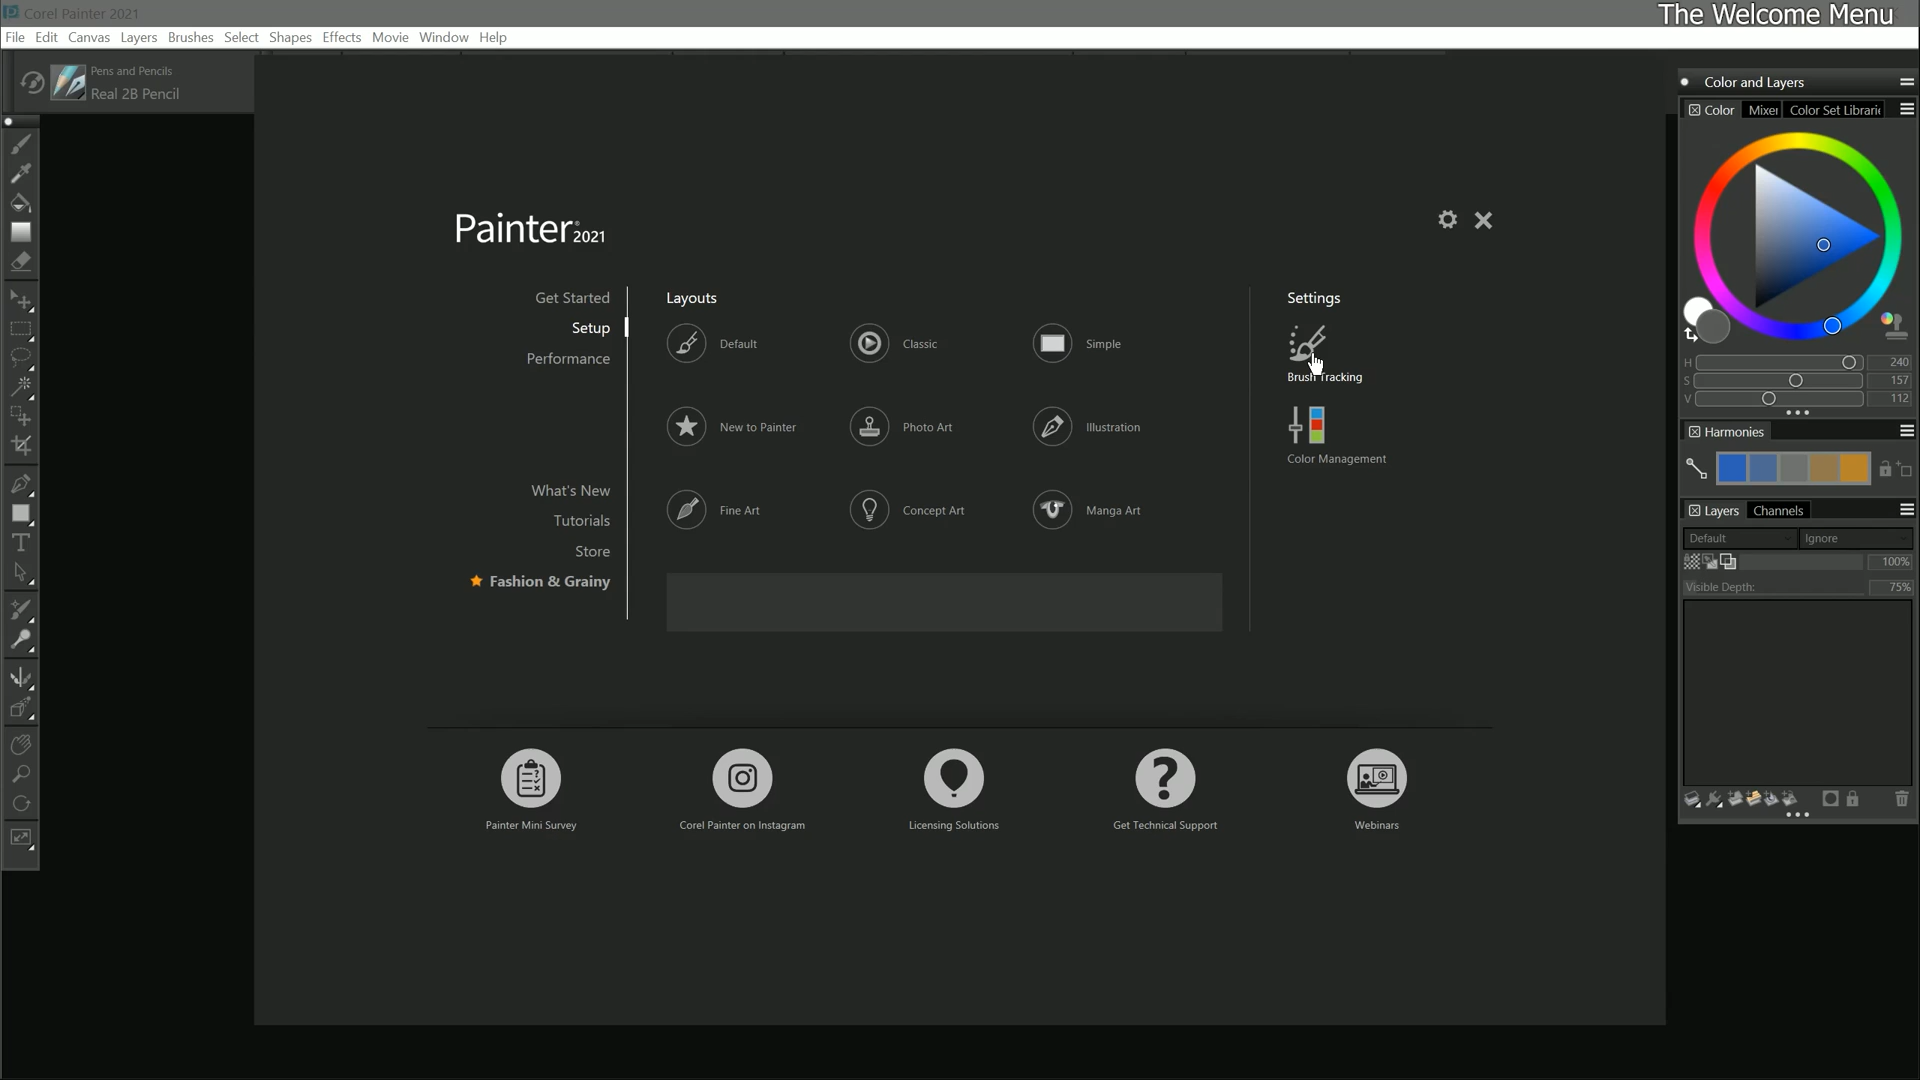 Corel Painter 2021
The Welcome Menu
File Edit Canvas Layers Brushes Select Shapes Effects Movie Window Help
Pens and Pencils
Real 2B Pencil
Painter® 2021
Get Started
Setup
Performance
What's New
Tutorials
Store
Fashion & Grainy
Layouts
Default Classic Simple
New to Painter Photo Art Illustration
Fine Art Concept Art Manga Art
Settings
Brush Tracking
Color Management
Painter Mini Survey Corel Painter on Instagram Licensing Solutions Get Technical Support Webinars
Color and Layers
Color Mixer Color Set Librari
H 240
S 157
V 112
Harmonies
Layers Channels
Default Ignore
100%
Visible Depth: 75%